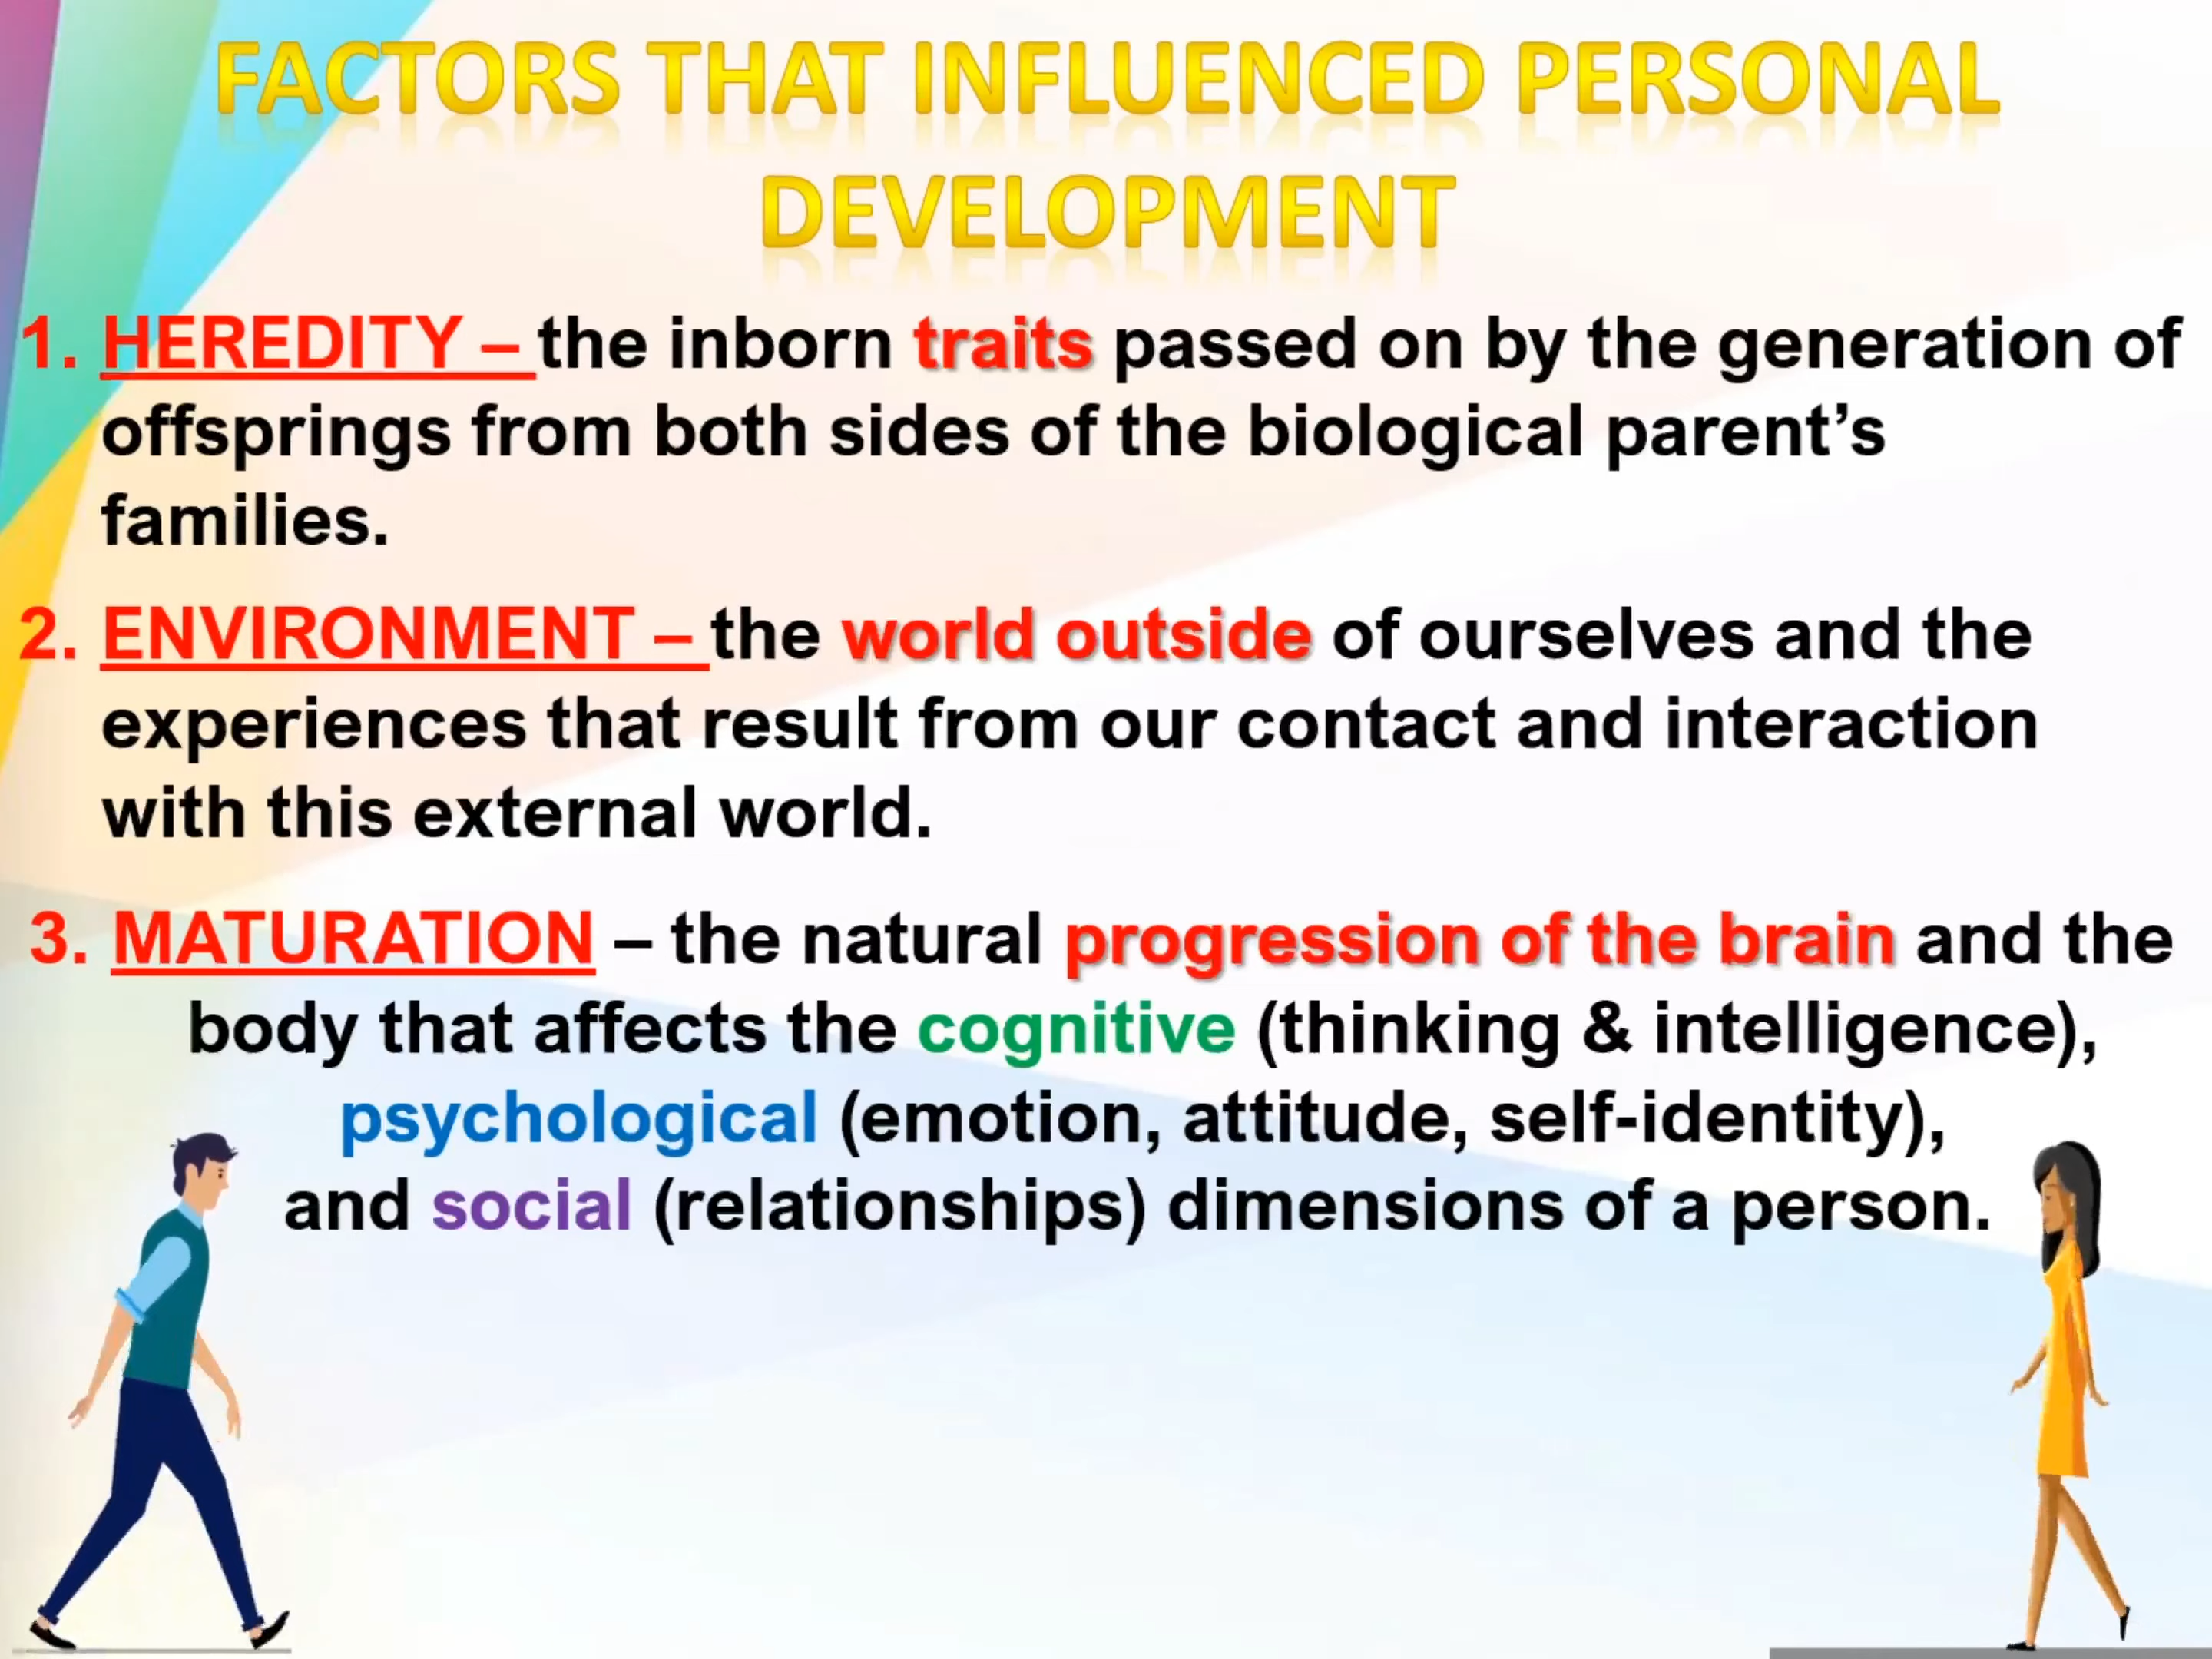 FACTORS THAT INFLUENCED PERSONAL
DEVELOPMENT
1. HEREDITY – the inborn traits passed on by the generation of
offsprings from both sides of the biological parent’s
families.
2. ENVIRONMENT – the world outside of ourselves and the
experiences that result from our contact and interaction
with this external world.
3. MATURATION – the natural progression of the brain and the
body that affects the cognitive (thinking & intelligence),
psychological (emotion, attitude, self-identity),
and social (relationships) dimensions of a person.